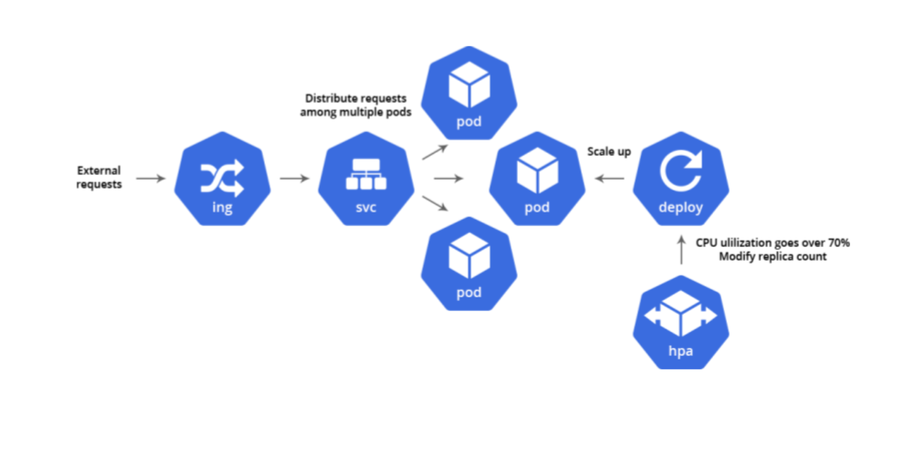 pod
Distribute requests
among multiple pods
External
requests
ing
svc
pod
Scale up
deploy
pod
CPU ulilization goes over 70%
Modify replica count
hpa